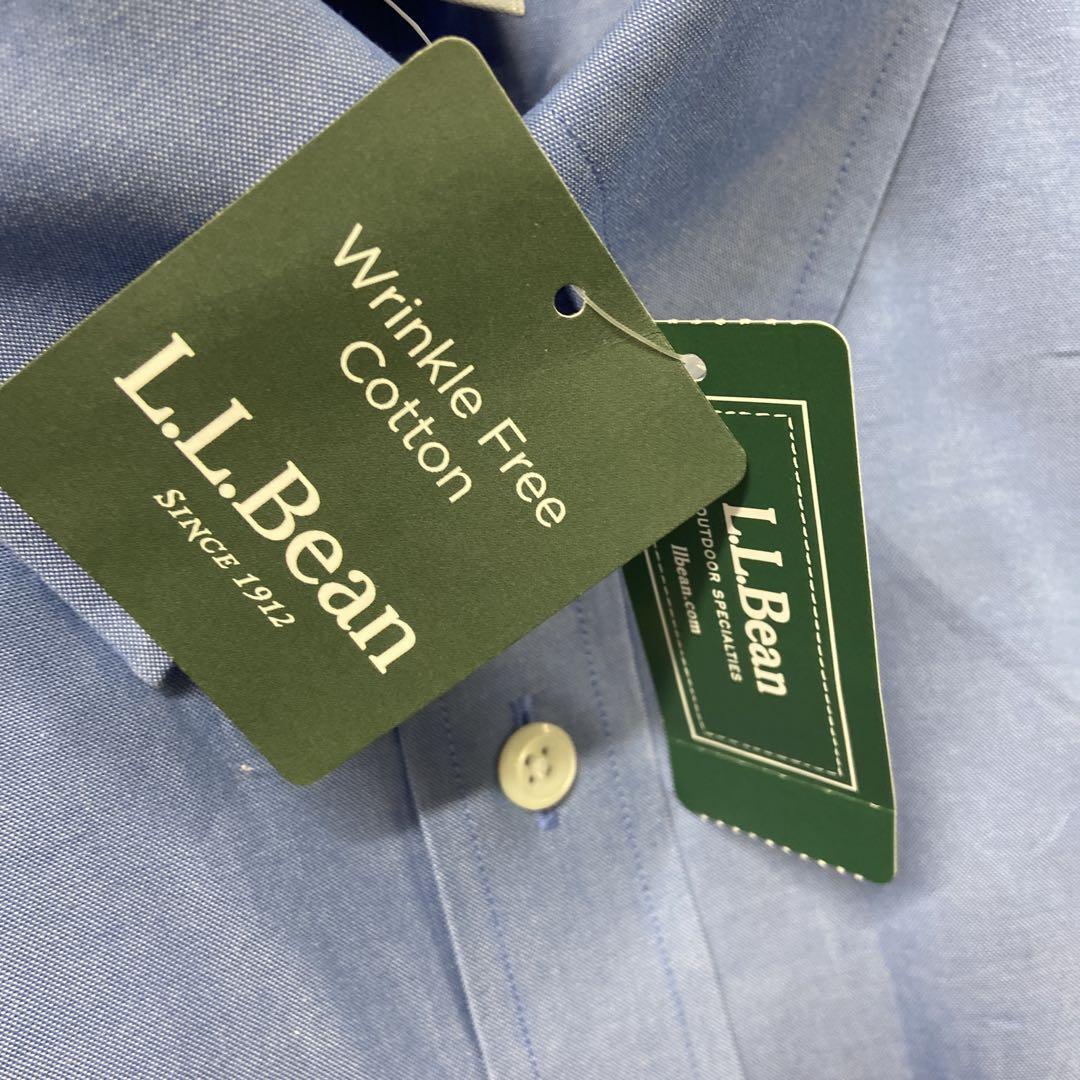 Wrinkle Free
Cotton
L.L.Bean
SINCE 1912
L.L.Bean
OUTDOOR SPECIALTIES
llbean.com